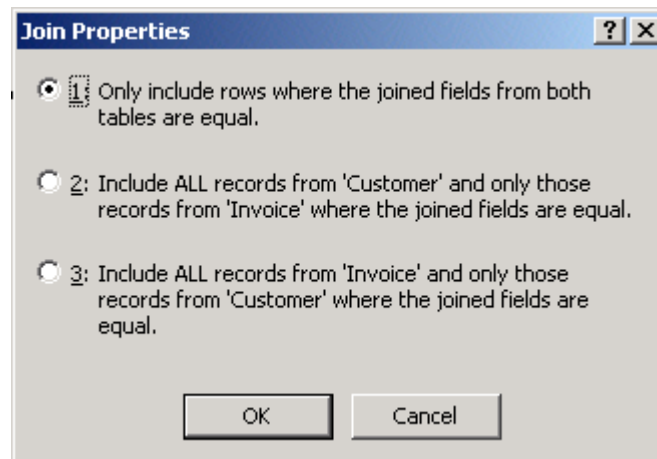 Join Properties
1: Only include rows where the joined fields from both
tables are equal.
2: Include ALL records from 'Customer' and only those
records from 'Invoice' where the joined fields are equal.
3: Include ALL records from 'Invoice' and only those
records from 'Customer' where the joined fields are
equal.
OK Cancel